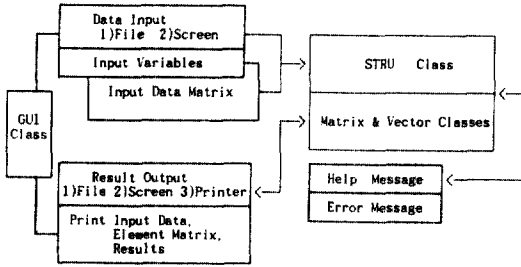 Data Input
1)File 2)Screen
Input Variables
Input Data Matrix
GUI
Class
Result Output
1)File 2)Screen 3)Printer
Print Input Data,
Element Matrix,
Results
STRU Class
Matrix & Vector Classes
Help Message
Error Message